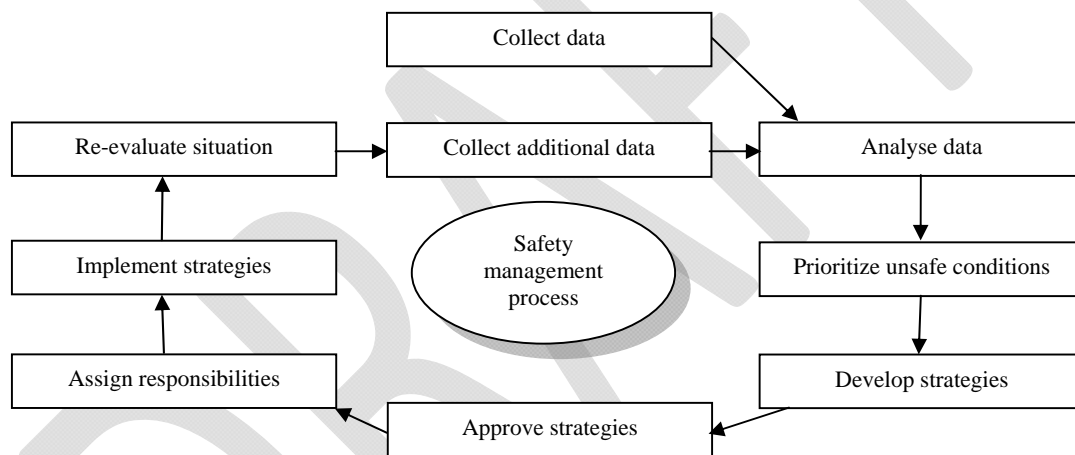 Collect data
Re-evaluate situation
Collect additional data
Analyse data
Safety
management
process
Implement strategies
Prioritize unsafe conditions
Assign responsibilities
Develop strategies
Approve strategies
DRAFT